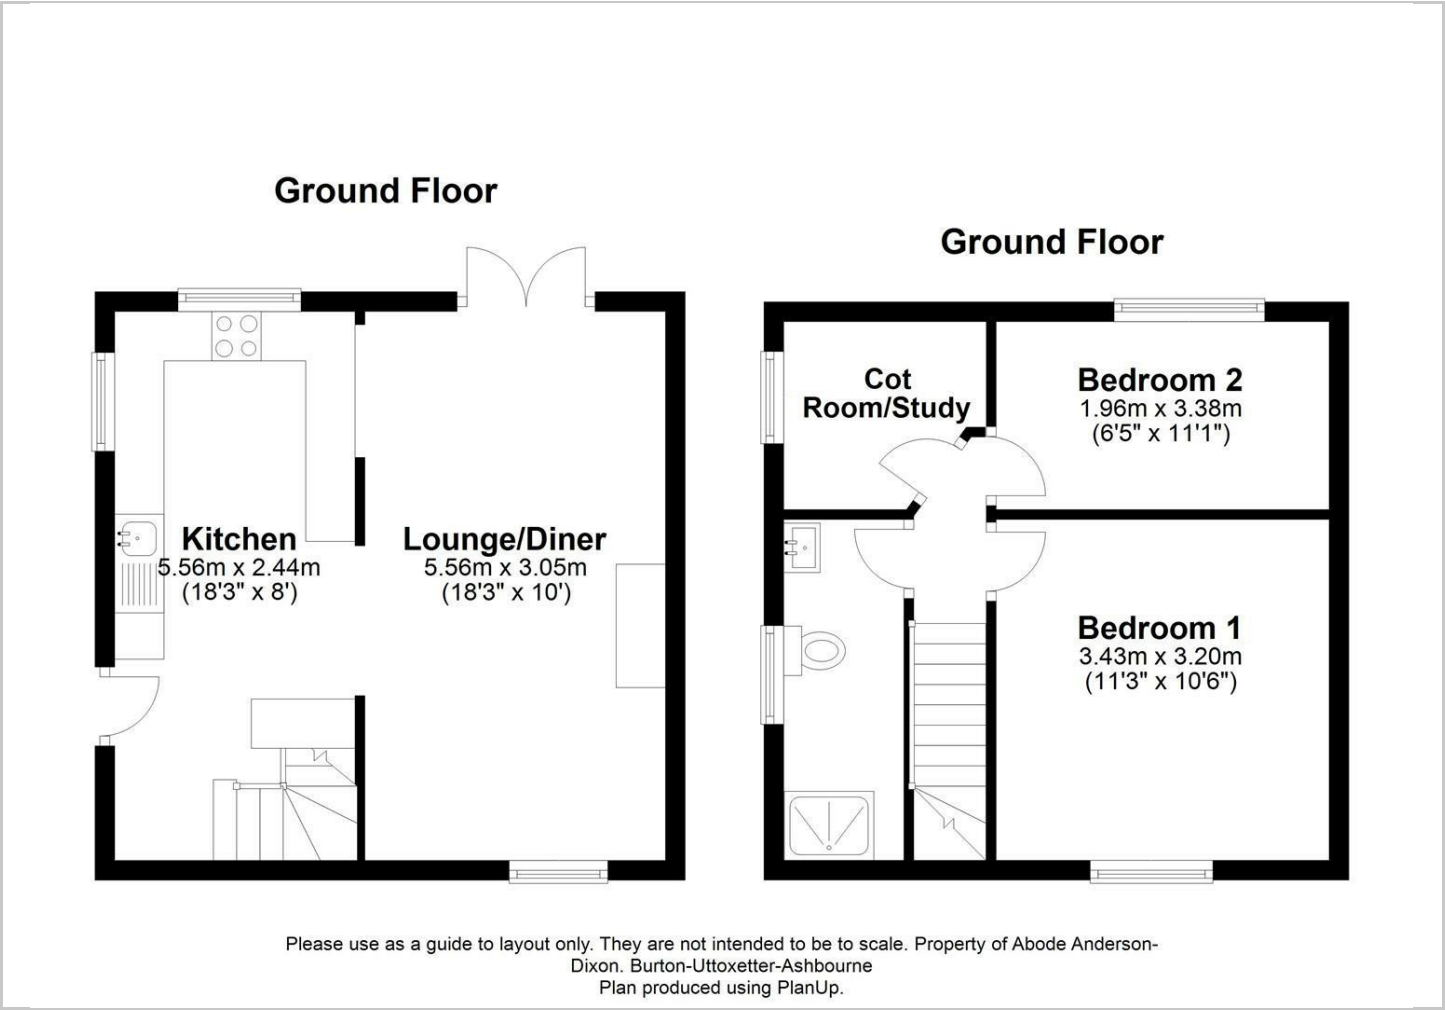 Ground Floor
Kitchen
5.56m x 2.44m
(18'3" x 8')
Lounge/Diner
5.56m x 3.05m
(18'3" x 10')
Ground Floor
Cot
Room/Study
Bedroom 2
1.96m x 3.38m
(6'5" x 11'1")
Bedroom 1
3.43m x 3.20m
(11'3" x 10'6")
Please use as a guide to layout only. They are not intended to be to scale. Property of Abode Anderson-
Dixon. Burton-Uttoxetter-Ashbourne
Plan produced using PlanUp.